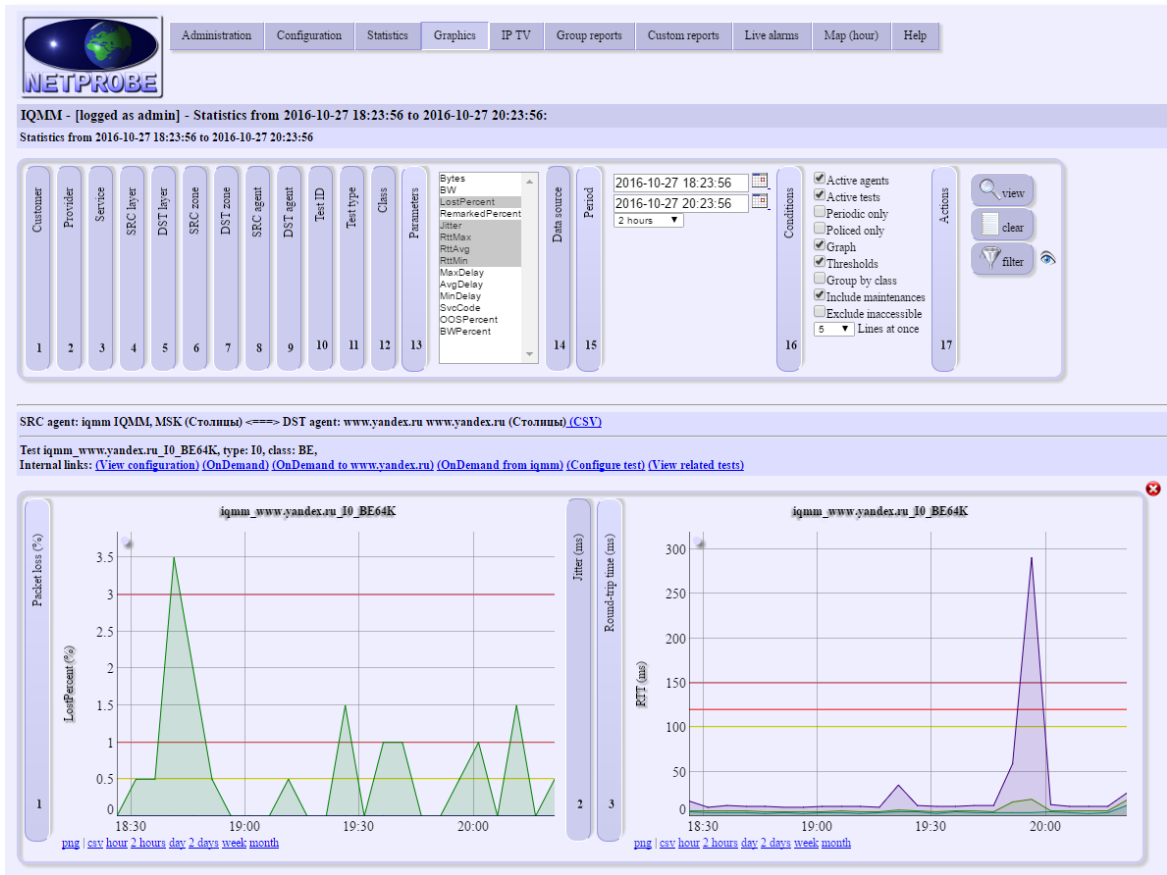 NETPROBE
Administration Configuration Statistics Graphics IP TV Group reports Custom reports Live alarms Map (hour) Help
IQMM - [logged as admin] - Statistics from 2016-10-27 18:23:56 to 2016-10-27 20:23:56:
Statistics from 2016-10-27 18:23:56 to 2016-10-27 20:23:56
Customer 1
Provider 2
Service 3
SRC layer 4
DST layer 5
SRC zone 6
DST zone 7
SRC agent 8
DST agent 9
Test ID 10
Test type 11
Class 12
Parameters 13
Bytes
BW
LostPercent
RemarkedPercent
Jitter
RttMax
RttAvg
RttMin
MaxDelay
AvgDelay
MinDelay
SvcCode
OOSPercent
BWPercent
Data source 14
Period 15
2016-10-27 18:23:56
2016-10-27 20:23:56
2 hours
Conditions 16
Active agents
Active tests
Periodic only
Policed only
Graph
Thresholds
Group by class
Include maintenances
Exclude inaccessible
5 Lines at once
Actions 17
view
clear
filter
SRC agent: iqmm IQMM, MSK (Столицы) <===> DST agent: www.yandex.ru www.yandex.ru (Столицы) (CSV)
Test iqmm_www.yandex.ru_I0_BE64K, type: I0, class: BE,
Internal links: (View configuration) (OnDemand) (OnDemand to www.yandex.ru) (OnDemand from iqmm) (Configure test) (View related tests)
Packet loss (%) 1
iqmm_www.yandex.ru_I0_BE64K
LostPercent (%)
3.5
3
2.5
2
1.5
1
0.5
0
18:30 19:00 19:30 20:00
png | csv hour 2 hours day 2 days week month
Jitter (ms) 2
Round-trip time (ms) 3
iqmm_www.yandex.ru_I0_BE64K
RTT (ms)
300
250
200
150
100
50
0
18:30 19:00 19:30 20:00
png | csv hour 2 hours day 2 days week month